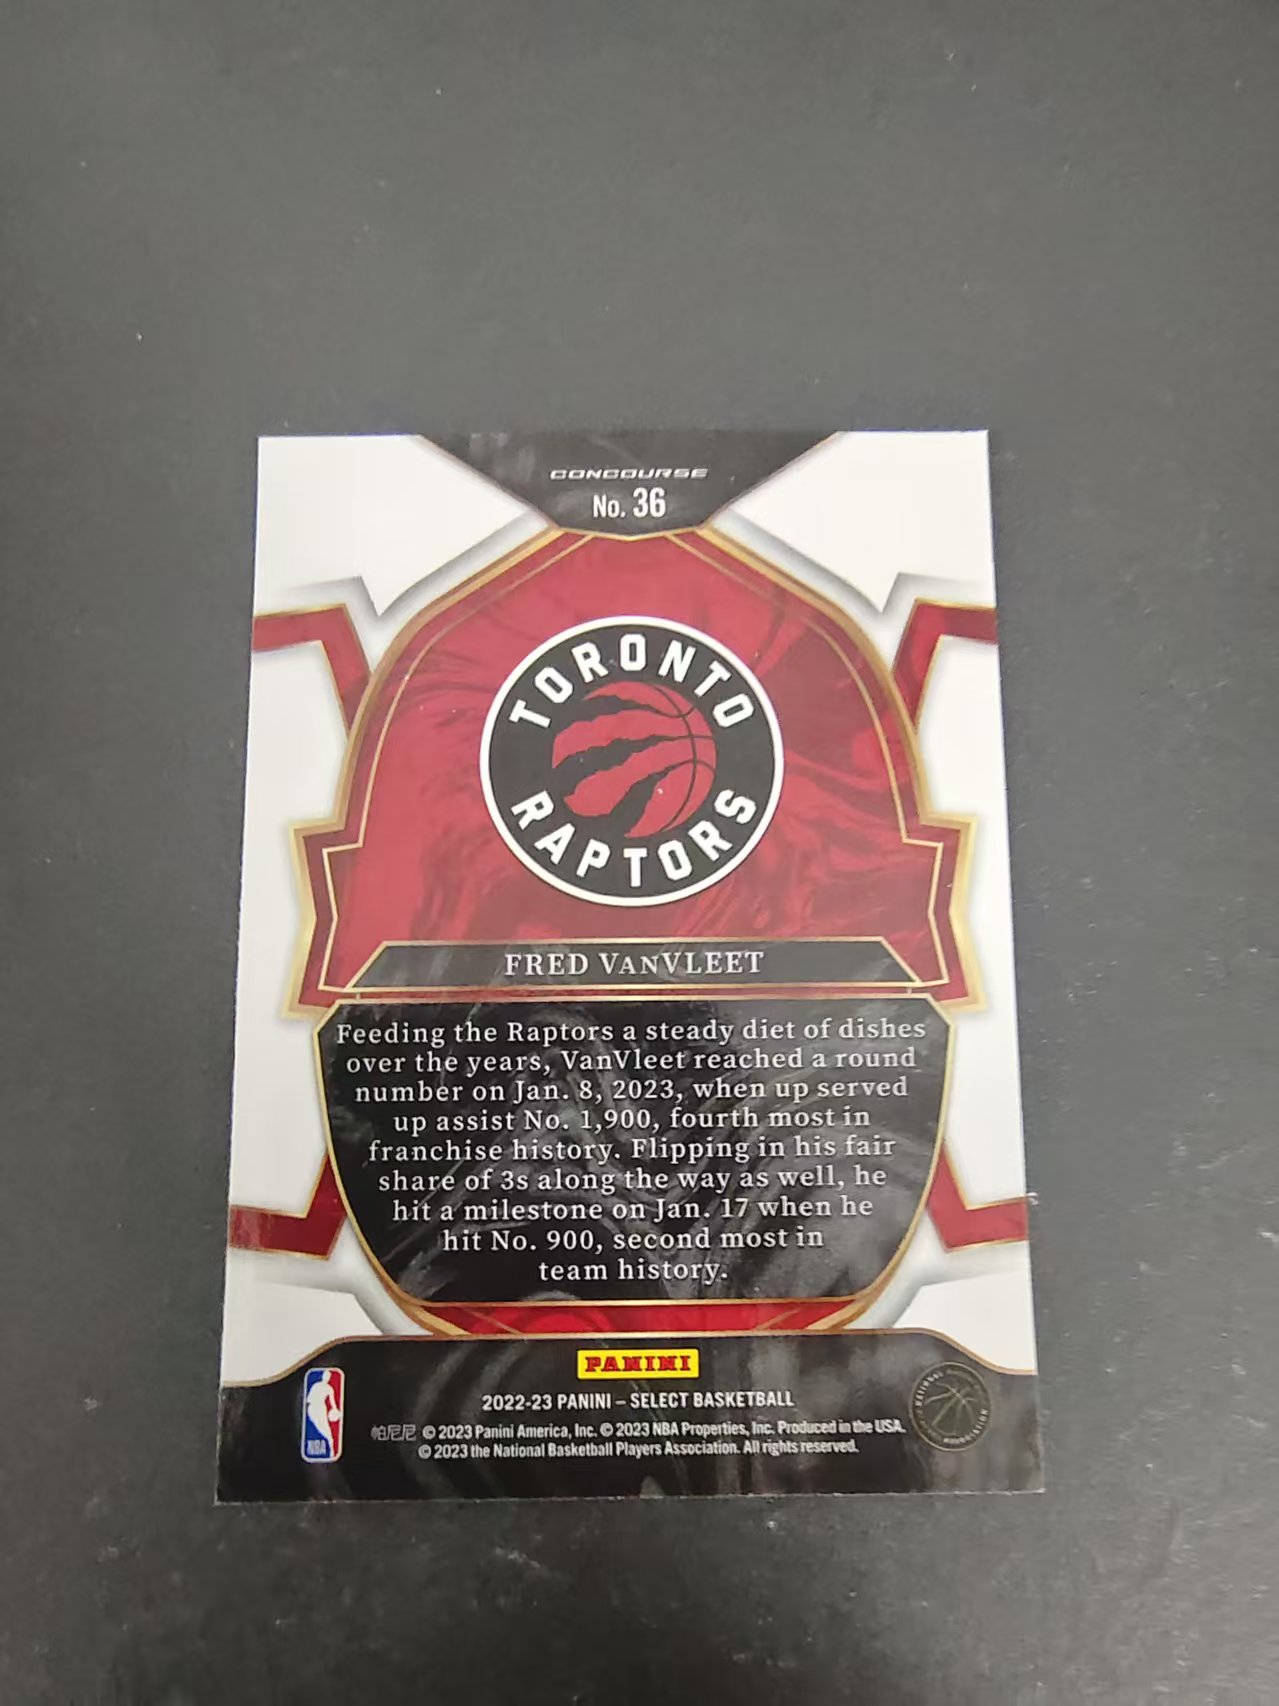 CONCOURSE
No. 36
TORONTO
RAPTORS
FRED VANVLEET
Feeding the Raptors a steady diet of dishes
over the years, VanVleet reached a round
number on Jan. 8, 2023, when up served
up assist No. 1,900, fourth most in
franchise history. Flipping in his fair
share of 3s along the way as well, he
hit a milestone on Jan. 17 when he
hit No. 900, second most in
team history.
PANINI
2022-23 PANINI – SELECT BASKETBALL
帕尼尼 © 2023 Panini America, Inc. © 2023 NBA Properties, Inc. Produced in the USA.
© 2023 the National Basketball Players Association. All rights reserved.
NBA